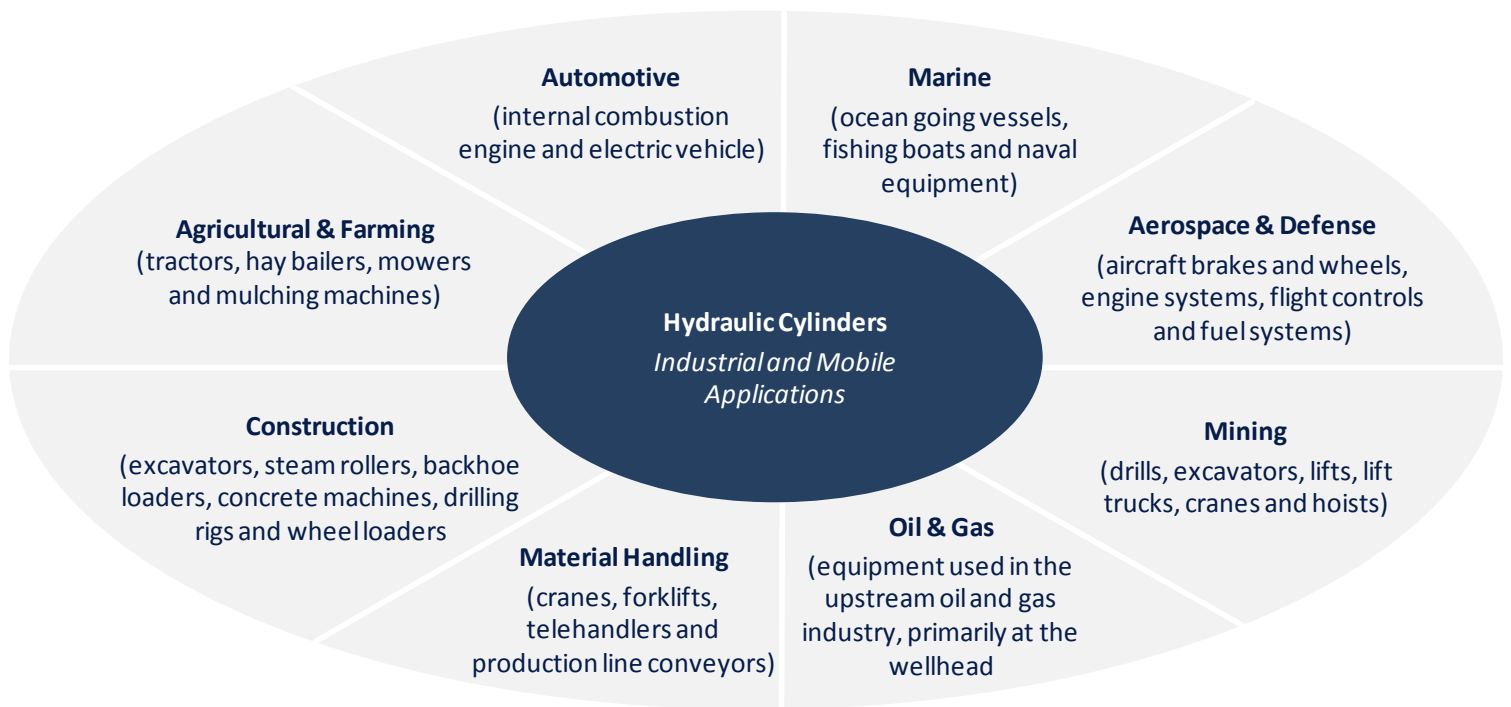 Automotive
(internal combustion
engine and electric vehicle)
Marine
(ocean going vessels,
fishing boats and naval
equipment)
Agricultural & Farming
(tractors, hay bailers, mowers
and mulching machines)
Aerospace & Defense
(aircraft brakes and wheels,
engine systems, flight controls
and fuel systems)
Hydraulic Cylinders
Industrial and Mobile
Applications
Construction
(excavators, steam rollers, backhoe
loaders, concrete machines, drilling
rigs and wheel loaders
Mining
(drills, excavators, lifts, lift
trucks, cranes and hoists)
Material Handling
(cranes, forklifts,
telehandlers and
production line conveyors)
Oil & Gas
(equipment used in the
upstream oil and gas
industry, primarily at the
wellhead